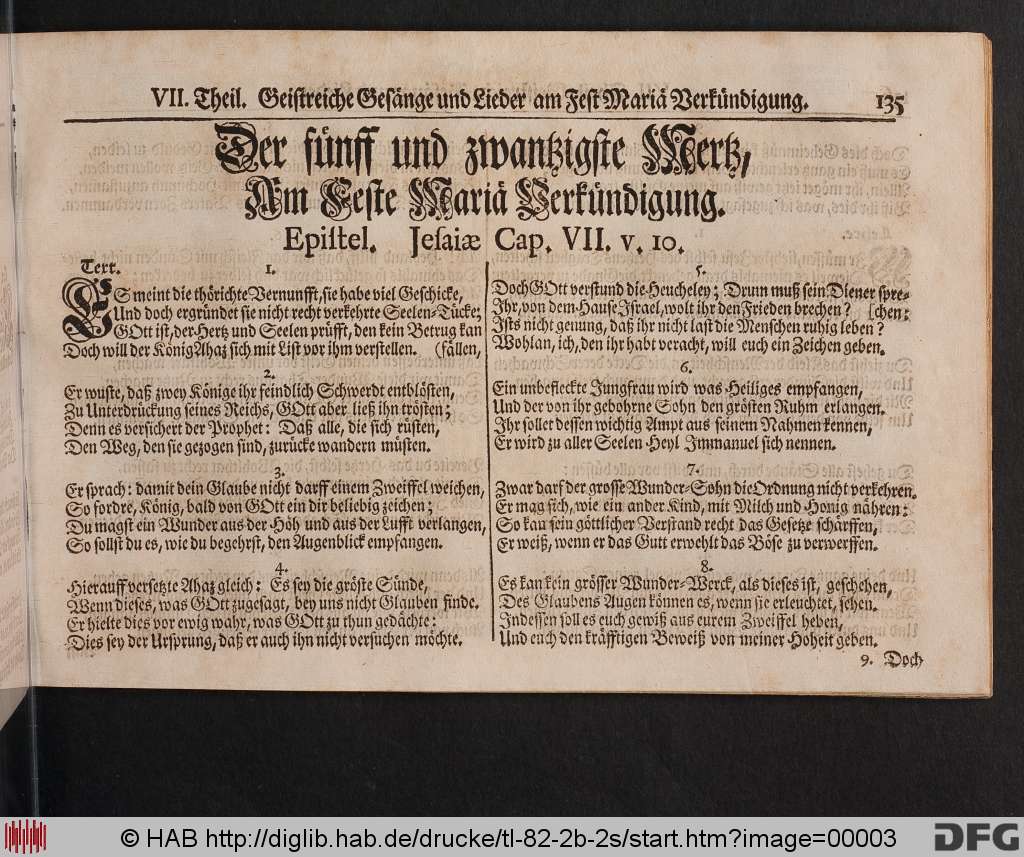 VII. Theil. Geistreiche Gesänge und Lieder am Fest Mariä Verkündigung. 135
Der fünff und zwantzigste Mertz,
Am Feste Mariä Verkündigung.
Epistel. Jesaiæ Cap. VII. v. 10.
Text. 1.
ES meint die thörichte Vernunfft, sie habe viel Geschicke,
Und doch ergründet sie nicht recht verkehrte Seelen-Tücke;
GOtt ist, der Hertz und Seelen prüfft, den kein Betrug kan
Doch will der König Ahaz sich mit List vor ihm verstellen. (fällen,
2.
Er wuste, daß zwey Könige ihr feindlich Schwerdt entblösten,
Zu Unterdrückung seines Reichs, GOtt aber ließ ihn trösten;
Denn es versichert der Prophet: Daß alle, die sich rüsten,
Den Weg, den sie gezogen sind, zurücke wandern müsten.
3.
Er sprach: damit dein Glaube nicht darff einem Zweiffel weichen,
So fordre, König, bald von GOtt ein dir beliebig zeichen;
Du magst ein Wunder aus der Höh und aus der Lufft verlangen,
So sollst du es, wie du begehrst, den Augenblick empfangen.
4.
Hierauff versetzte Ahaz gleich: Es sey die gröste Sünde,
Wenn dieses, was GOtt zugesagt, bey uns nicht Glauben finde.
Er hielte dies vor ewig wahr, was GOtt zu thun gedächte:
Dies sey der Ursprung, daß er auch ihn nicht versuchen möchte.
5.
Doch GOtt verstund die Heucheley; Drum muß sein Diener spre-
Ihr, von dem Hause Israel, wolt ihr den Frieden brechen? (chen:
Ists nicht genung, daß ihr nicht last die Menschen ruhig leben?
Wohlan, ich, den ihr habt veracht, will euch ein Zeichen geben.
6.
Ein unbefleckte Jungfrau wird was Heiliges empfangen,
Und der von ihr gebohrne Sohn den grösten Ruhm erlangen.
Ihr sollet dessen wichtig Ampt aus seinem Nahmen kennen,
Er wird zu aller Seelen Heyl Immanuel sich nennen.
7.
Zwar darf der grosse Wunder-Sohn die Ordnung nicht verkehren.
Er mag sich, wie ein ander Kind, mit Milch und Honig nähren:
So kan sein göttlicher Verstand recht das Gesetze schärffen,
Er weiß, wenn er das Gutt erwehlt das Böse zu verwerffen.
8.
Es kan kein grösser Wunder-Werck, als dieses ist, geschehen,
Des Glaubens Augen können es, wenn sie erleuchtet, sehen.
Indessen soll es euch gewiß aus eurem Zweiffel heben,
Und euch den kräfftigen Beweiß von meiner Hoheit geben.
9. Doch
© HAB http://diglib.hab.de/drucke/tl-82-2b-2s/start.htm?image=00003 DFG